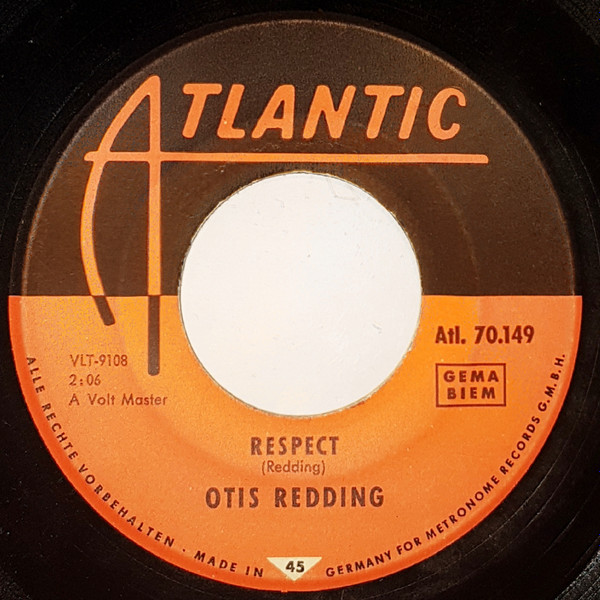 ATLANTIC
Atl. 70.149
VLT-9108
2:06
A Volt Master
GEMA
BIEM
RESPECT
(Redding)
OTIS REDDING
ALLE RECHTE VORBEHALTEN · MADE IN 45 GERMANY FOR METRONOME RECORDS G.M.B.H.